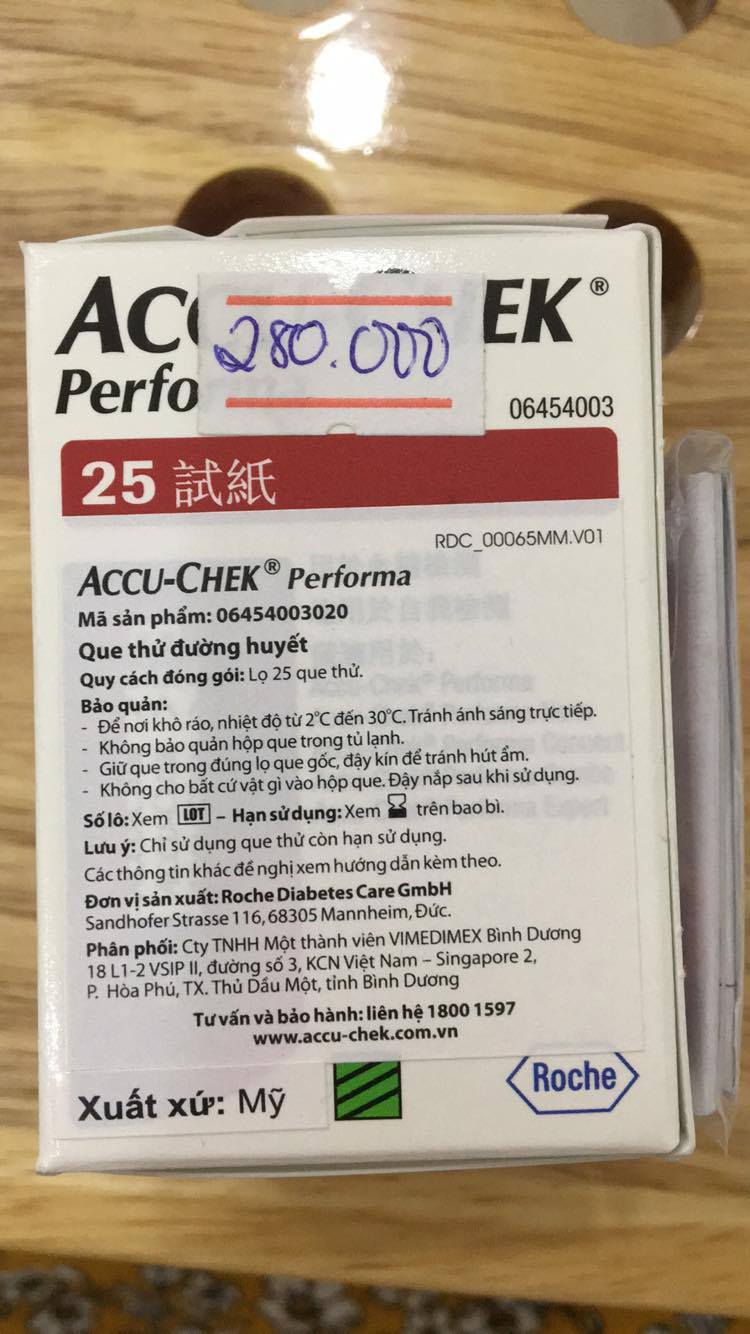 ACCU-CHEK®
280.000
Perfo
06454003
25 試紙
RDC_00065MM.V01
ACCU-CHEK® Performa
Mã sản phẩm: 06454003020
Que thử đường huyết
Quy cách đóng gói: Lọ 25 que thử.
Bảo quản:
- Để nơi khô ráo, nhiệt độ từ 2°C đến 30°C. Tránh ánh sáng trực tiếp.
- Không bảo quản hộp que trong tủ lạnh.
- Giữ que trong đúng lọ que gốc, đậy kín để tránh hút ẩm.
- Không cho bất cứ vật gì vào hộp que. Đậy nắp sau khi sử dụng.
Số lô: Xem LOT – Hạn sử dụng: Xem trên bao bì.
Lưu ý: Chỉ sử dụng que thử còn hạn sử dụng.
Các thông tin khác đề nghị xem hướng dẫn kèm theo.
Đơn vị sản xuất: Roche Diabetes Care GmbH
Sandhofer Strasse 116, 68305 Mannheim, Đức.
Phân phối: Cty TNHH Một thành viên VIMEDIMEX Bình Dương
18 L1-2 VSIP II, đường số 3, KCN Việt Nam – Singapore 2,
P. Hòa Phú, TX. Thủ Dầu Một, tỉnh Bình Dương
Tư vấn và bảo hành: liên hệ 1800 1597
www.accu-chek.com.vn
Xuất xứ: Mỹ
Roche